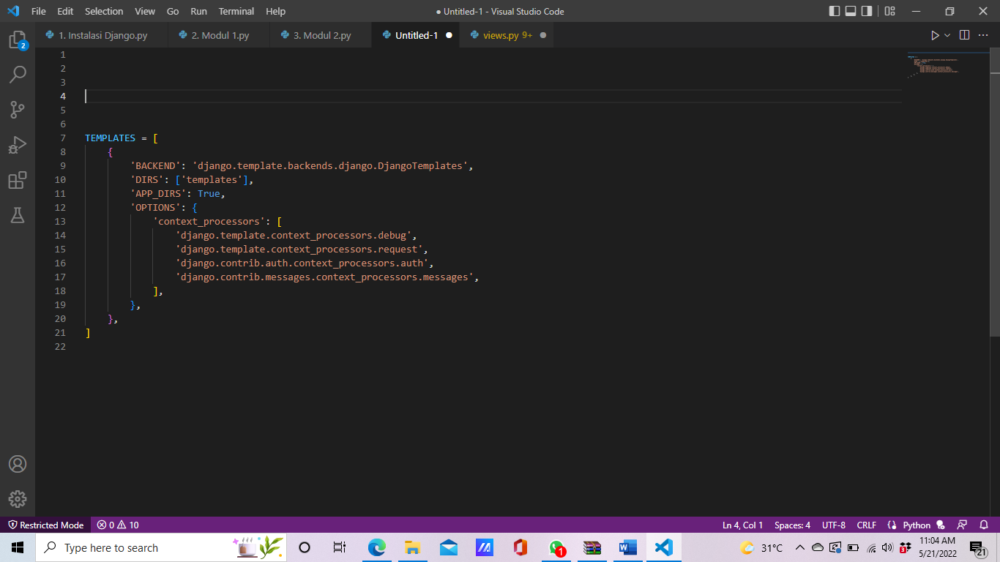 File Edit Selection View Go Run Terminal Help
● Untitled-1 - Visual Studio Code
1. Instalasi Django.py 2. Modul 1.py 3. Modul 2.py Untitled-1 ● views.py 9+ ●
2
1
2
3
4
5
6
7 TEMPLATES = [
8 {
9 'BACKEND': 'django.template.backends.django.DjangoTemplates',
10 'DIRS': ['templates'],
11 'APP_DIRS': True,
12 'OPTIONS': {
13 'context_processors': [
14 'django.template.context_processors.debug',
15 'django.template.context_processors.request',
16 'django.contrib.auth.context_processors.auth',
17 'django.contrib.messages.context_processors.messages',
18 ],
19 },
20 },
21 ]
22
Restricted Mode 0 10 Ln 4, Col 1 Spaces: 4 UTF-8 CRLF Python
Type here to search
1
W
31°C
3
11:04 AM
5/21/2022
21